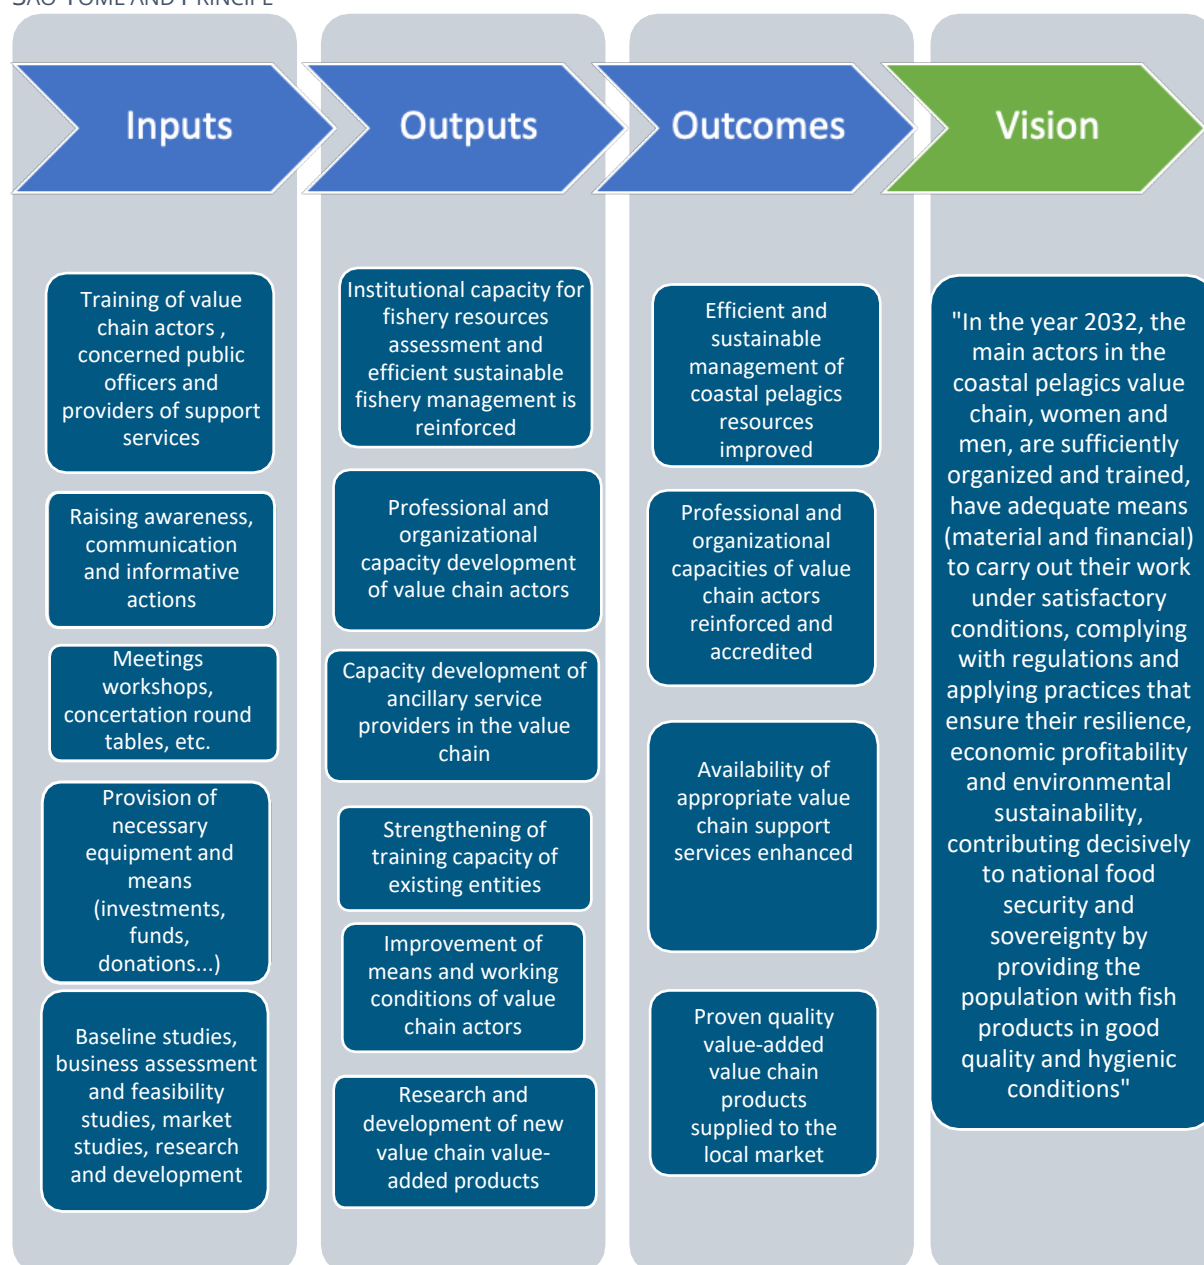 SAO TOME AND PRINCIPE
Inputs
Outputs
Outcomes
Vision
Training of value
chain actors ,
concerned public
officers and
providers of support
services
Raising awareness,
communication
and informative
actions
Meetings
workshops,
concertation round
tables, etc.
Provision of
necessary
equipment and
means
(investments,
funds,
donations...)
Baseline studies,
business assessment
and feasibility
studies, market
studies, research
and development
Institutional capacity for
fishery resources
assessment and
efficient sustainable
fishery management is
reinforced
Professional and
organizational
capacity development
of value chain actors
Capacity development of
ancillary service
providers in the value
chain
Strengthening of
training capacity of
existing entities
Improvement of
means and working
conditions of value
chain actors
Research and
development of new
value chain value-
added products
Efficient and
sustainable
management of
coastal pelagics
resources
improved
Professional and
organizational
capacities of value
chain actors
reinforced and
accredited
Availability of
appropriate value
chain support
services enhanced
Proven quality
value-added
value chain
products
supplied to the
local market
"In the year 2032, the
main actors in the
coastal pelagics value
chain, women and
men, are sufficiently
organized and trained,
have adequate means
(material and financial)
to carry out their work
under satisfactory
conditions, complying
with regulations and
applying practices that
ensure their resilience,
economic profitability
and environmental
sustainability,
contributing decisively
to national food
security and
sovereignty by
providing the
population with fish
products in good
quality and hygienic
conditions"